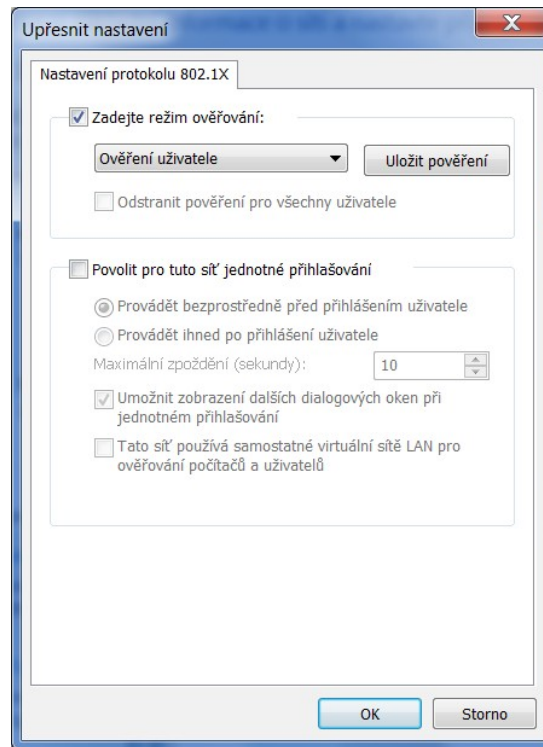 Upřesnit nastavení
Nastavení protokolu 802.1X
Zadejte režim ověřování:
Ověření uživatele
Uložit pověření
Odstranit pověření pro všechny uživatele
Povolit pro tuto síť jednotné přihlašování
Provádět bezprostředně před přihlášením uživatele
Provádět ihned po přihlášení uživatele
Maximální zpoždění (sekundy):
10
Umožnit zobrazení dalších dialogových oken při
jednotném přihlašování
Tato síť používá samostatné virtuální sítě LAN pro
ověřování počítačů a uživatelů
OK
Storno